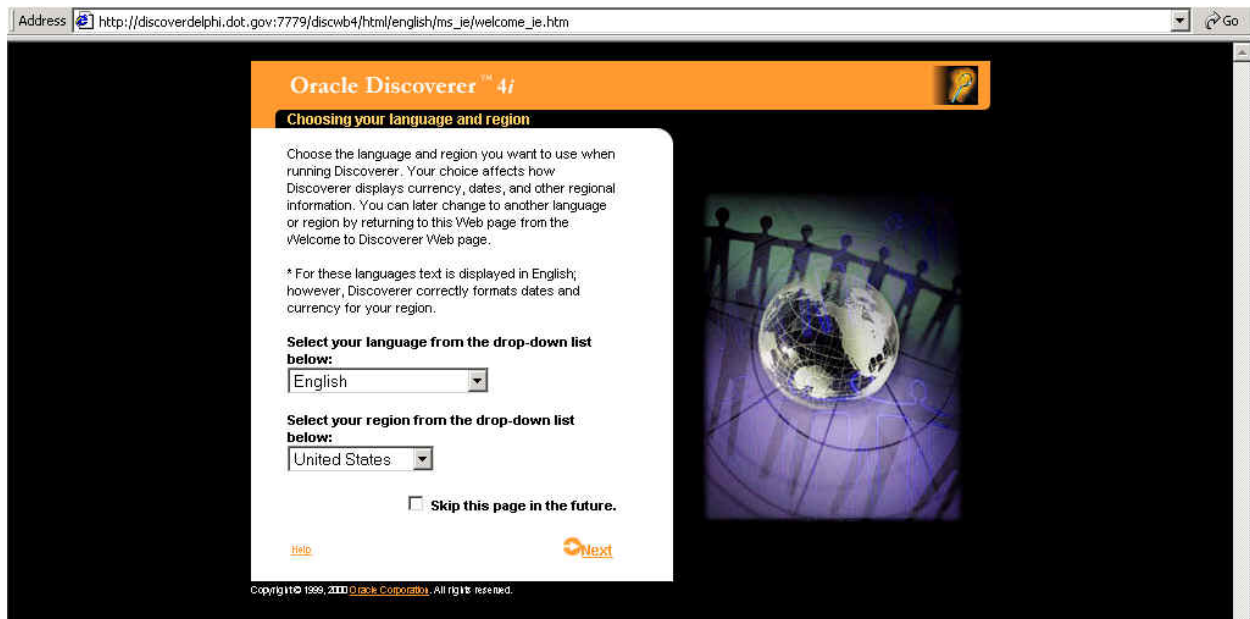 Address http://discoverdelphi.dot.gov:7779/discwb4/html/english/ms_ie/welcome_ie.htm Go
Oracle Discoverer ™ 4i
Choosing your language and region
Choose the language and region you want to use when
running Discoverer. Your choice affects how
Discoverer displays currency, dates, and other regional
information. You can later change to another language
or region by returning to this Web page from the
Welcome to Discoverer Web page.
* For these languages text is displayed in English;
however, Discoverer correctly formats dates and
currency for your region.
Select your language from the drop-down list
below:
English
Select your region from the drop-down list
below:
United States
Skip this page in the future.
Help
Next
Copyright© 1999, 2000 Oracle Corporation. All rights reserved.